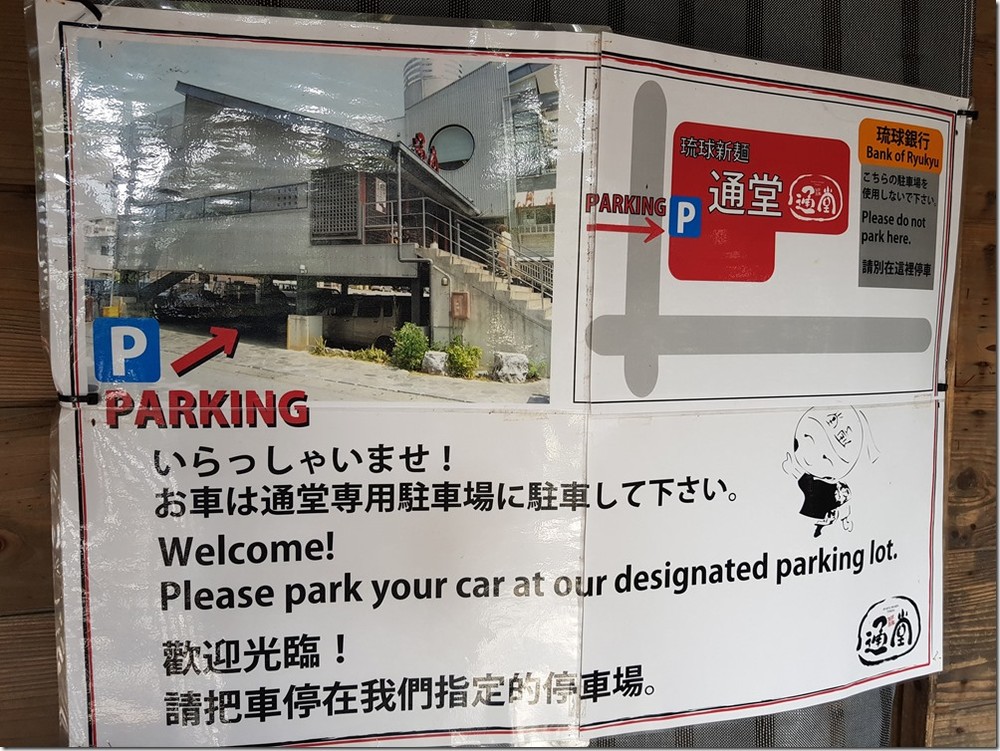 P
PARKING
琉球新麺
通堂
通堂
PARKING
P
琉球銀行
Bank of Ryukyu
こちらの駐車場を
使用しないで下さい。
Please do not
park here.
請別在這裡停車
いらっしゃいませ！
お車は通堂専用駐車場に駐車して下さい。
Welcome!
Please park your car at our designated parking lot.
歡迎光臨！
請把車停在我們指定的停車場。
通堂